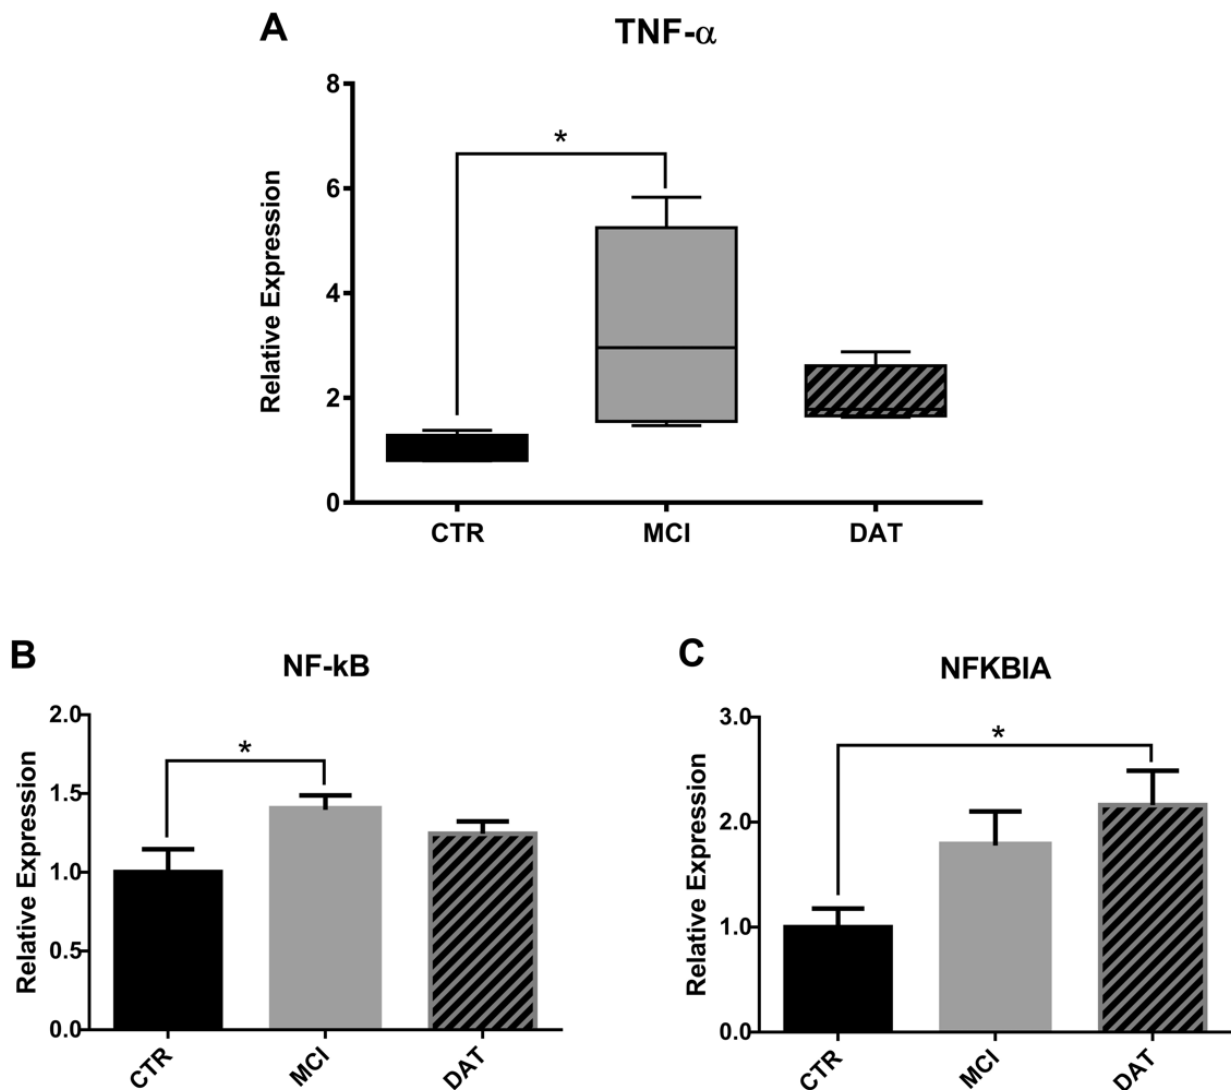 A
TNF-α
Relative Expression
8
6
4
2
0
*
CTR
MCI
DAT
B
NF-kB
Relative Expression
2.0
1.5
1.0
0.5
0.0
*
CTR
MCI
DAT
C
NFKBIA
Relative Expression
3.0
2.0
1.0
0.0
*
CTR
MCI
DAT